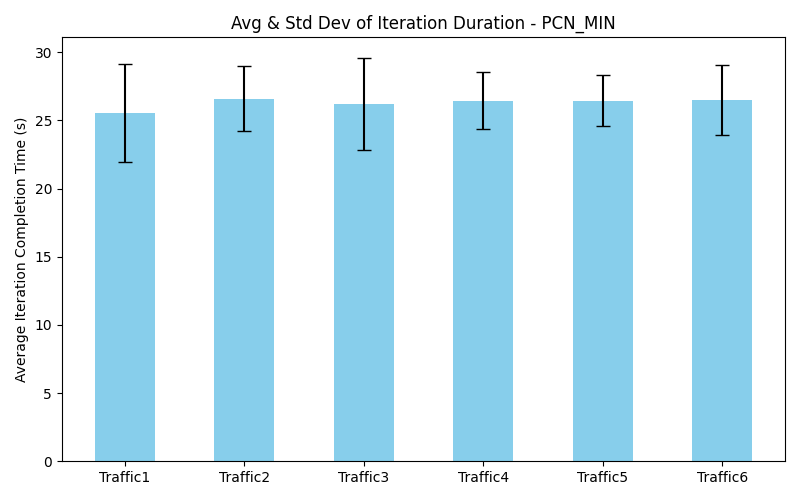 Avg & Std Dev of Iteration Duration - PCN_MIN
Average Iteration Completion Time (s)
30
25
20
15
10
5
0
Traffic1 Traffic2 Traffic3 Traffic4 Traffic5 Traffic6